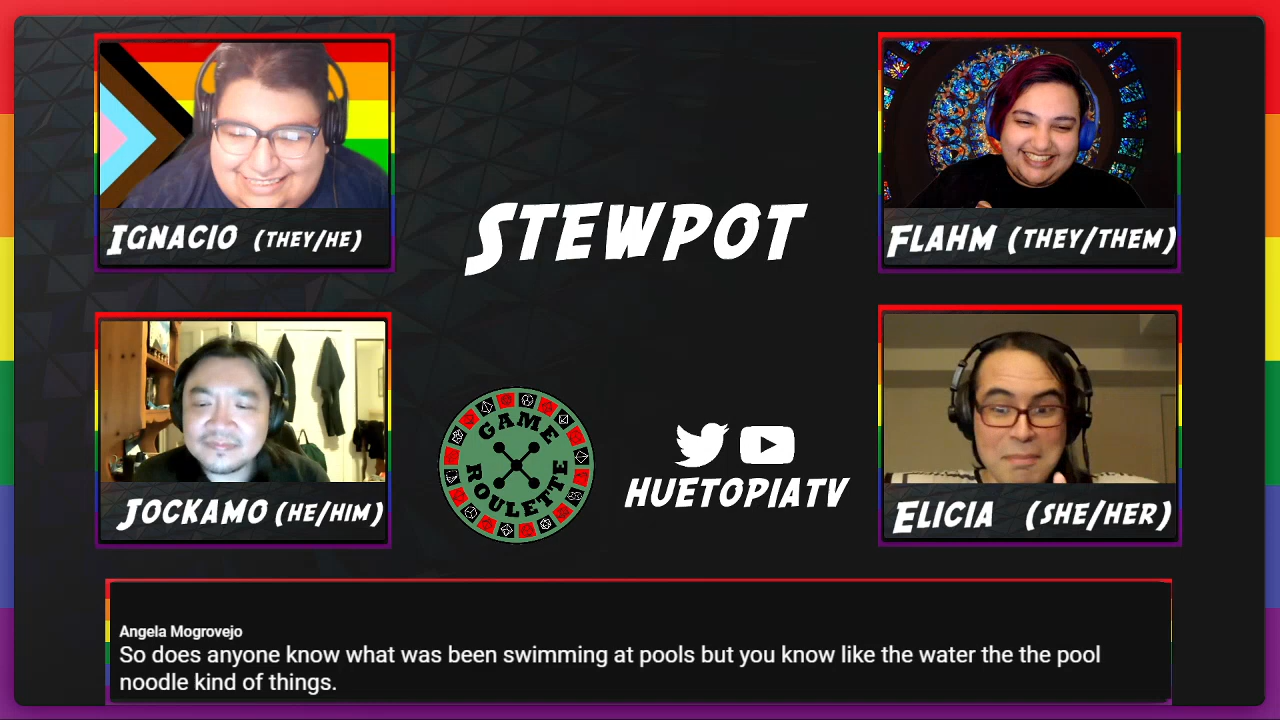 Ignacio (they/he)
Flahm (they/them)
Stewpot
Jockamo (he/him)
GAME
ROULETTE
HUETOPIATV
Elicia (she/her)
Angela Mogrovejo
So does anyone know what was been swimming at pools but you know like the water the the pool
noodle kind of things.